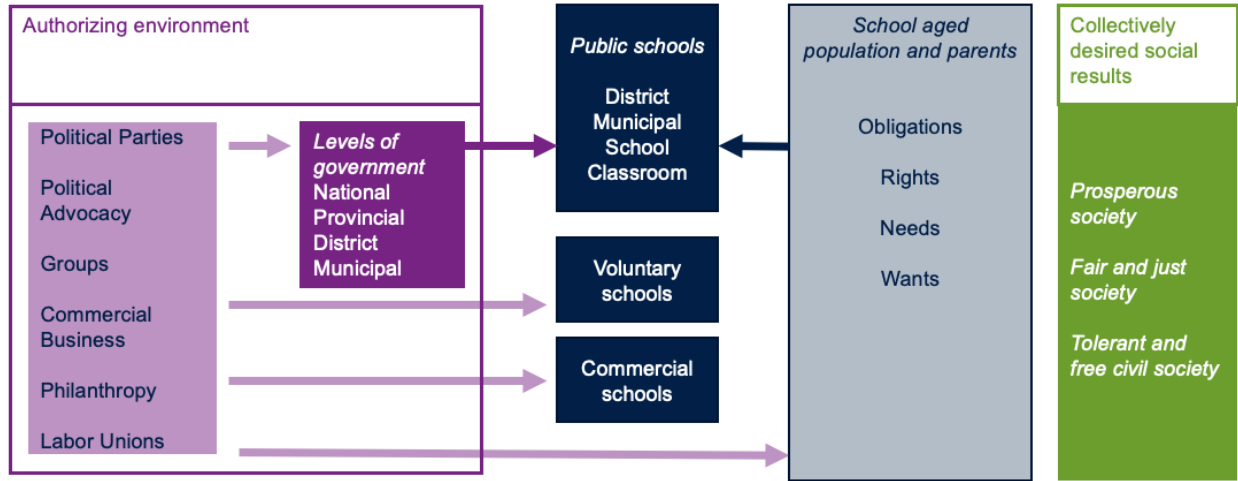 Authorizing environment
Political Parties
Political
Advocacy
Groups
Commercial
Business
Philanthropy
Labor Unions
Levels of
government
National
Provincial
District
Municipal
Public schools
District
Municipal
School
Classroom
Voluntary
schools
Commercial
schools
School aged
population and parents
Obligations
Rights
Needs
Wants
Collectively
desired social
results
Prosperous
society
Fair and just
society
Tolerant and
free civil society